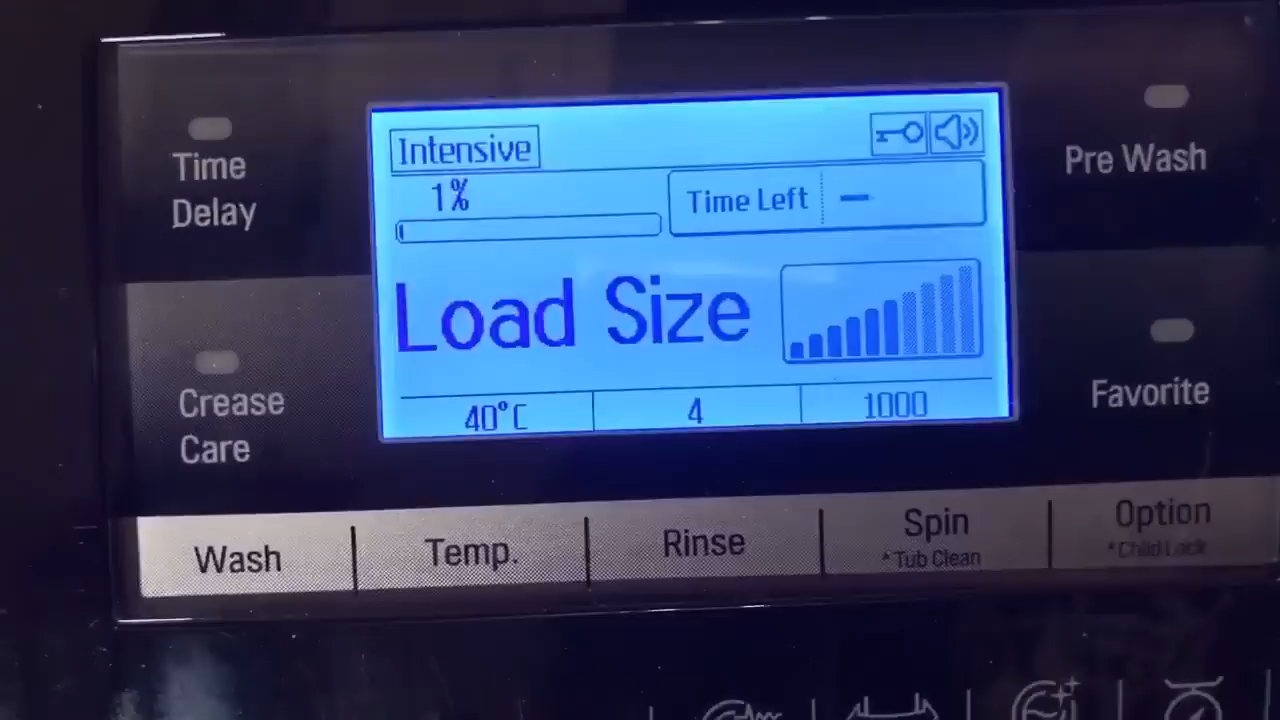 Time
Delay
Intensive
1%
Time Left
Pre Wash
Load Size
Crease
Care
Favorite
40°C
4
1000
Wash
Temp.
Rinse
Spin
*Tub Clean
Option
*Child Lock